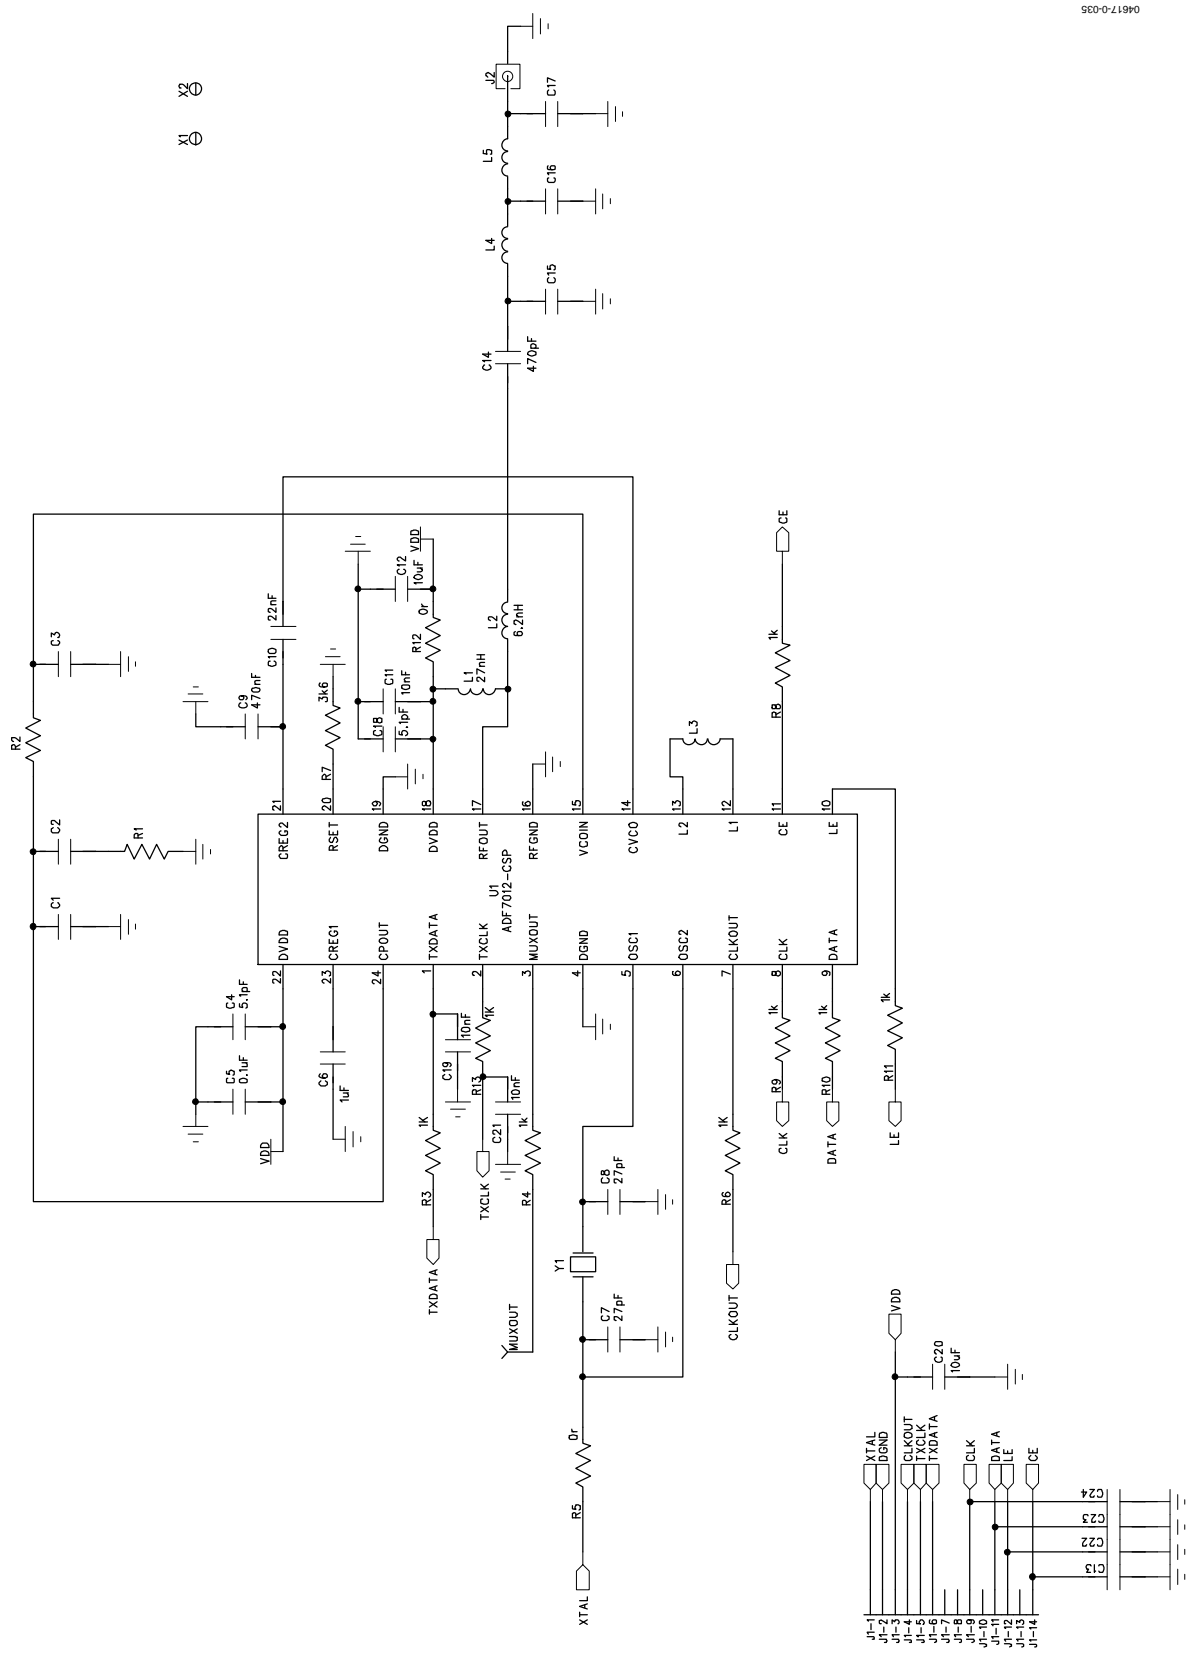 04617-0-035
X2
X1
J2
C17
L5
C16
L4
C15
C14
470pF
R2
C3
C9
470nF
C10
22nF
R7
3k6
C12
10uF
VDD
R12
0r
C11
10nF
C18
5.1pF
L1
27nH
L2
6.2nH
L3
R8
1k
CE
C2
R1
C1
21
20
19
18
17
16
15
14
13
12
11
10
CREG2
RSET
DGND
DVDD
RFOUT
RFGND
VCOIN
CVCO
L2
L1
CE
LE
U1
ADF7012-CSP
DVDD
CREG1
CPOUT
TXDATA
TXCLK
MUXOUT
DGND
OSC1
OSC2
CLKOUT
CLK
DATA
22
23
24
1
2
3
4
5
6
7
8
9
C4
5.1pF
C5
0.1uF
VDD
C6
1uF
C19
10nF
R13
1K
C21
10nF
R3
1K
TXDATA
TXCLK
R4
1k
MUXOUT
C8
27pF
Y1
C7
27pF
R5
0r
XTAL
R6
1K
CLKOUT
R9
1k
CLK
R10
1k
DATA
R11
1k
LE
VDD
C20
10uF
XTAL
DGND
CLKOUT
TXCLK
TXDATA
CLK
DATA
LE
CE
C24
C23
C22
C13
J1-1
J1-2
J1-3
J1-4
J1-5
J1-6
J1-7
J1-8
J1-9
J1-10
J1-11
J1-12
J1-13
J1-14